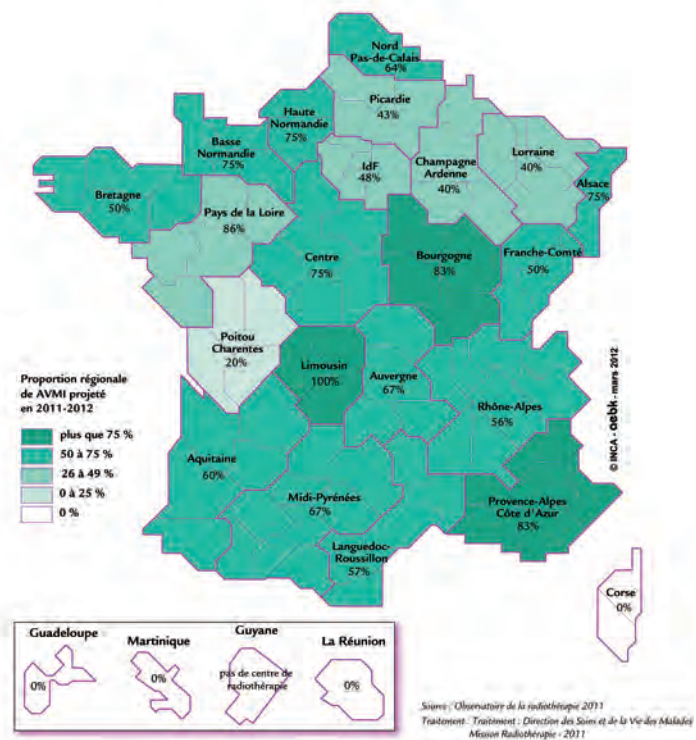 Nord
Pas-de-Calais
64%
Picardie
43%
Haute
Normandie
75%
Basse
Normandie
75%
IdF
48%
Champagne
Ardenne
40%
Lorraine
40%
Alsace
75%
Bretagne
50%
Pays de la Loire
86%
Centre
75%
Bourgogne
83%
Franche-Comté
50%
Poitou
Charentes
20%
Limousin
100%
Auvergne
67%
Rhône-Alpes
56%
Aquitaine
60%
Midi-Pyrénées
67%
Languedoc-
Roussillon
57%
Provence-Alpes
Côte d'Azur
83%
Corse
0%
Proportion régionale
de AVMI projeté
en 2011-2012
plus que 75 %
50 à 75 %
26 à 49 %
0 à 25 %
0 %
© INCA - aebk - mars 2012
Guadeloupe
0%
Martinique
0%
Guyane
pas de centre de
radiothérapie
La Réunion
0%
Source : Observatoire de la radiothérapie 2011
Traitement : Traitement : Direction des Soins et de la Vie des Malades
Mission Radiothérapie - 2011